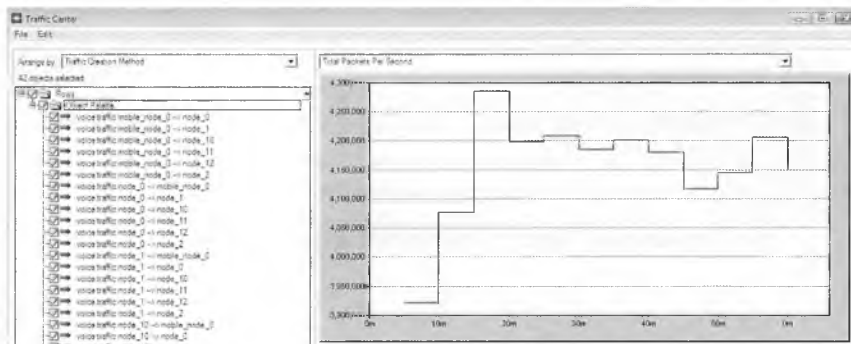 Traffic Center
File Edit
Arrange by: Traffic Creation Method
42 objects selected
Flows
Object Palette
voice traffic mobile_node_0 --> node_0
voice traffic mobile_node_0 --> node_1
voice traffic mobile_node_0 --> node_10
voice traffic mobile_node_0 --> node_11
voice traffic mobile_node_0 --> node_12
voice traffic mobile_node_0 --> node_2
voice traffic node_0 --> mobile_node_0
voice traffic node_0 --> node_1
voice traffic node_0 --> node_10
voice traffic node_0 --> node_11
voice traffic node_0 --> node_12
voice traffic node_0 --> node_2
voice traffic node_1 --> mobile_node_0
voice traffic node_1 --> node_0
voice traffic node_1 --> node_10
voice traffic node_1 --> node_11
voice traffic node_1 --> node_12
voice traffic node_1 --> node_2
voice traffic node_10 --> mobile_node_0
voice traffic node_10 --> node_0
Total Packets Per Second
4,300,000
4,250,000
4,200,000
4,150,000
4,100,000
4,050,000
4,000,000
3,950,000
3,900,000
0m 10m 20m 30m 40m 50m